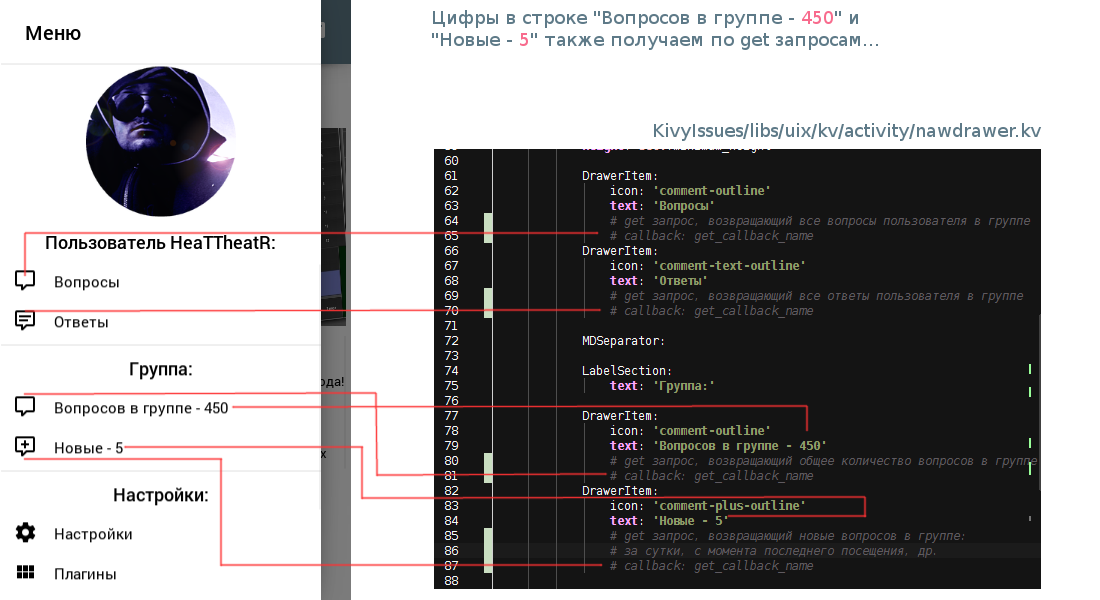 Меню
Пользователь HeaTTheatR:
Вопросы
Ответы
Группа:
Вопросов в группе - 450
Новые - 5
Настройки:
Настройки
Плагины
ода!
х
Цифры в строке "Вопросов в группе - 450" и
"Новые - 5" также получаем по get запросам...
KivyIssues/libs/uix/kv/activity/nawdrawer.kv
60
61 DrawerItem:
62 icon: 'comment-outline'
63 text: 'Вопросы'
64 # get запрос, возвращающий все вопросы пользователя в группе
65 # callback: get_callback_name
66 DrawerItem:
67 icon: 'comment-text-outline'
68 text: 'Ответы'
69 # get запрос, возвращающий все ответы пользователя в группе
70 # callback: get_callback_name
71
72 MDSeparator:
73
74 LabelSection:
75 text: 'Группа:'
76
77 DrawerItem:
78 icon: 'comment-outline'
79 text: 'Вопросов в группе - 450'
80 # get запрос, возвращающий общее количество вопросов в группе
81 # callback: get_callback_name
82 DrawerItem:
83 icon: 'comment-plus-outline'
84 text: 'Новые - 5'
85 # get запрос, возвращающий новые вопросов в группе:
86 # за сутки, с момента последнего посещения, др.
87 # callback: get_callback_name
88